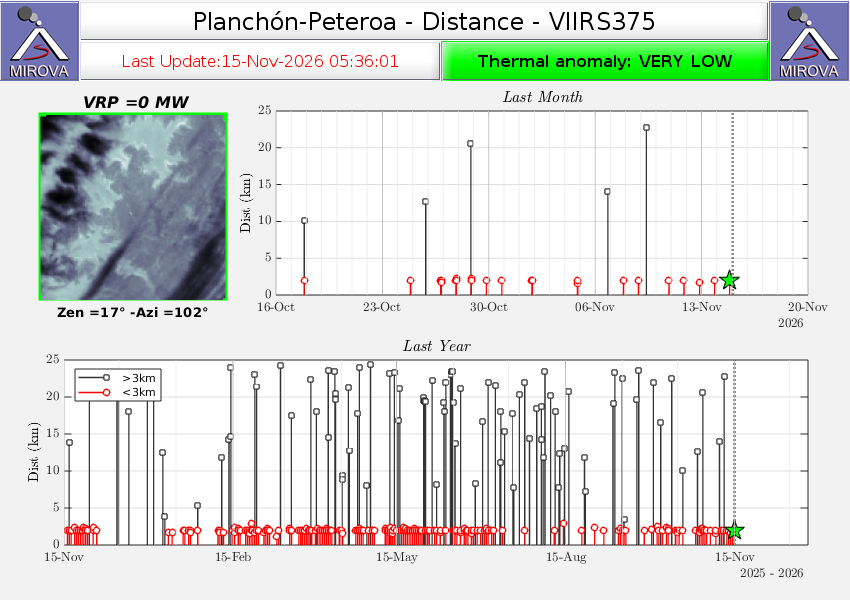 Planchón-Peteroa - Distance - VIIRS375
MIROVA
MIROVA
Last Update:15-Nov-2026 05:36:01
Thermal anomaly: VERY LOW
VRP =0 MW
Zen =17° -Azi =102°
Last Month
Dist (km)
25
20
15
10
5
0
16-Oct
23-Oct
30-Oct
06-Nov
13-Nov
20-Nov
2026
Last Year
Dist (km)
25
20
15
10
5
0
>3km
<3km
15-Nov
15-Feb
15-May
15-Aug
15-Nov
2025 - 2026